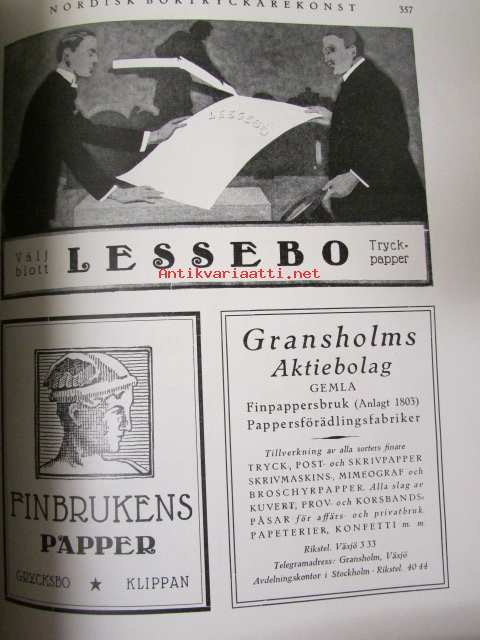 NORDISK BOKTRYCKAREKONST 357
LESSEBO
Välj blott
LESSEBO
Tryck-papper
Antikvariaatti.net
FINBRUKENS
PAPPER
GRYCKSBO ★ KLIPPAN
Gransholms
Aktiebolag
GEMLA
Finpappersbruk (Anlagt 1803)
Pappersförädlingsfabriker
Tillverkning av alla sorters finare
TRYCK, POST- och SKRIVPAPPER
SKRIVMASKINS-, MIMEOGRAF och
BROSCHYRPAPPER. Alla slag av
KUVERT, PROV- och KORSBANDS-
PÅSAR för affärs- och privatbruk
PAPETERIER, KONFETTI m. m.
Rikstel. Växjö 3 33
Telegramadress: Gransholm, Växjö
Avdelningskontor i Stockholm - Rikstel. 40 44